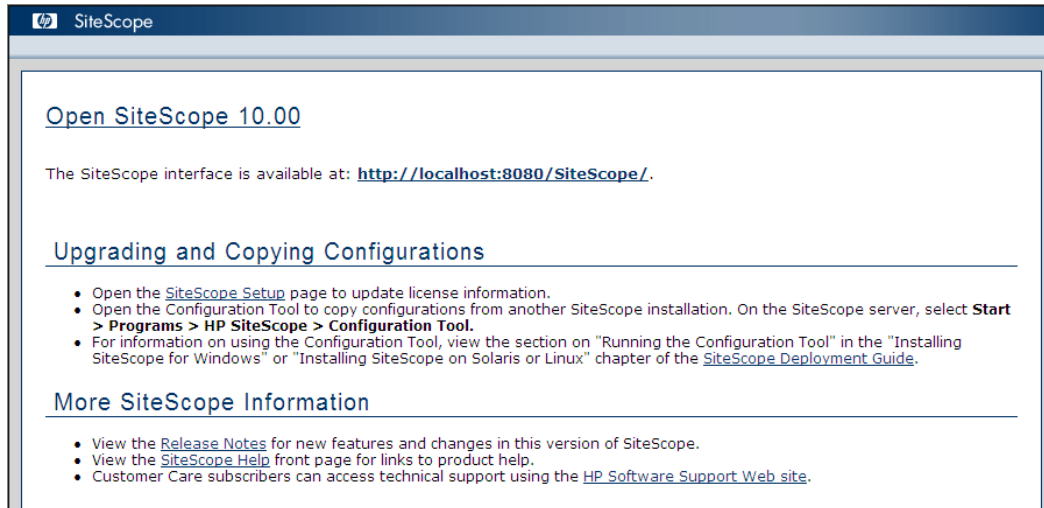 hp SiteScope
Open SiteScope 10.00
The SiteScope interface is available at: http://localhost:8080/SiteScope/.
Upgrading and Copying Configurations
• Open the SiteScope Setup page to update license information.
• Open the Configuration Tool to copy configurations from another SiteScope installation. On the SiteScope server, select Start
> Programs > HP SiteScope > Configuration Tool.
• For information on using the Configuration Tool, view the section on "Running the Configuration Tool" in the "Installing
SiteScope for Windows" or "Installing SiteScope on Solaris or Linux" chapter of the SiteScope Deployment Guide.
More SiteScope Information
• View the Release Notes for new features and changes in this version of SiteScope.
• View the SiteScope Help front page for links to product help.
• Customer Care subscribers can access technical support using the HP Software Support Web site.